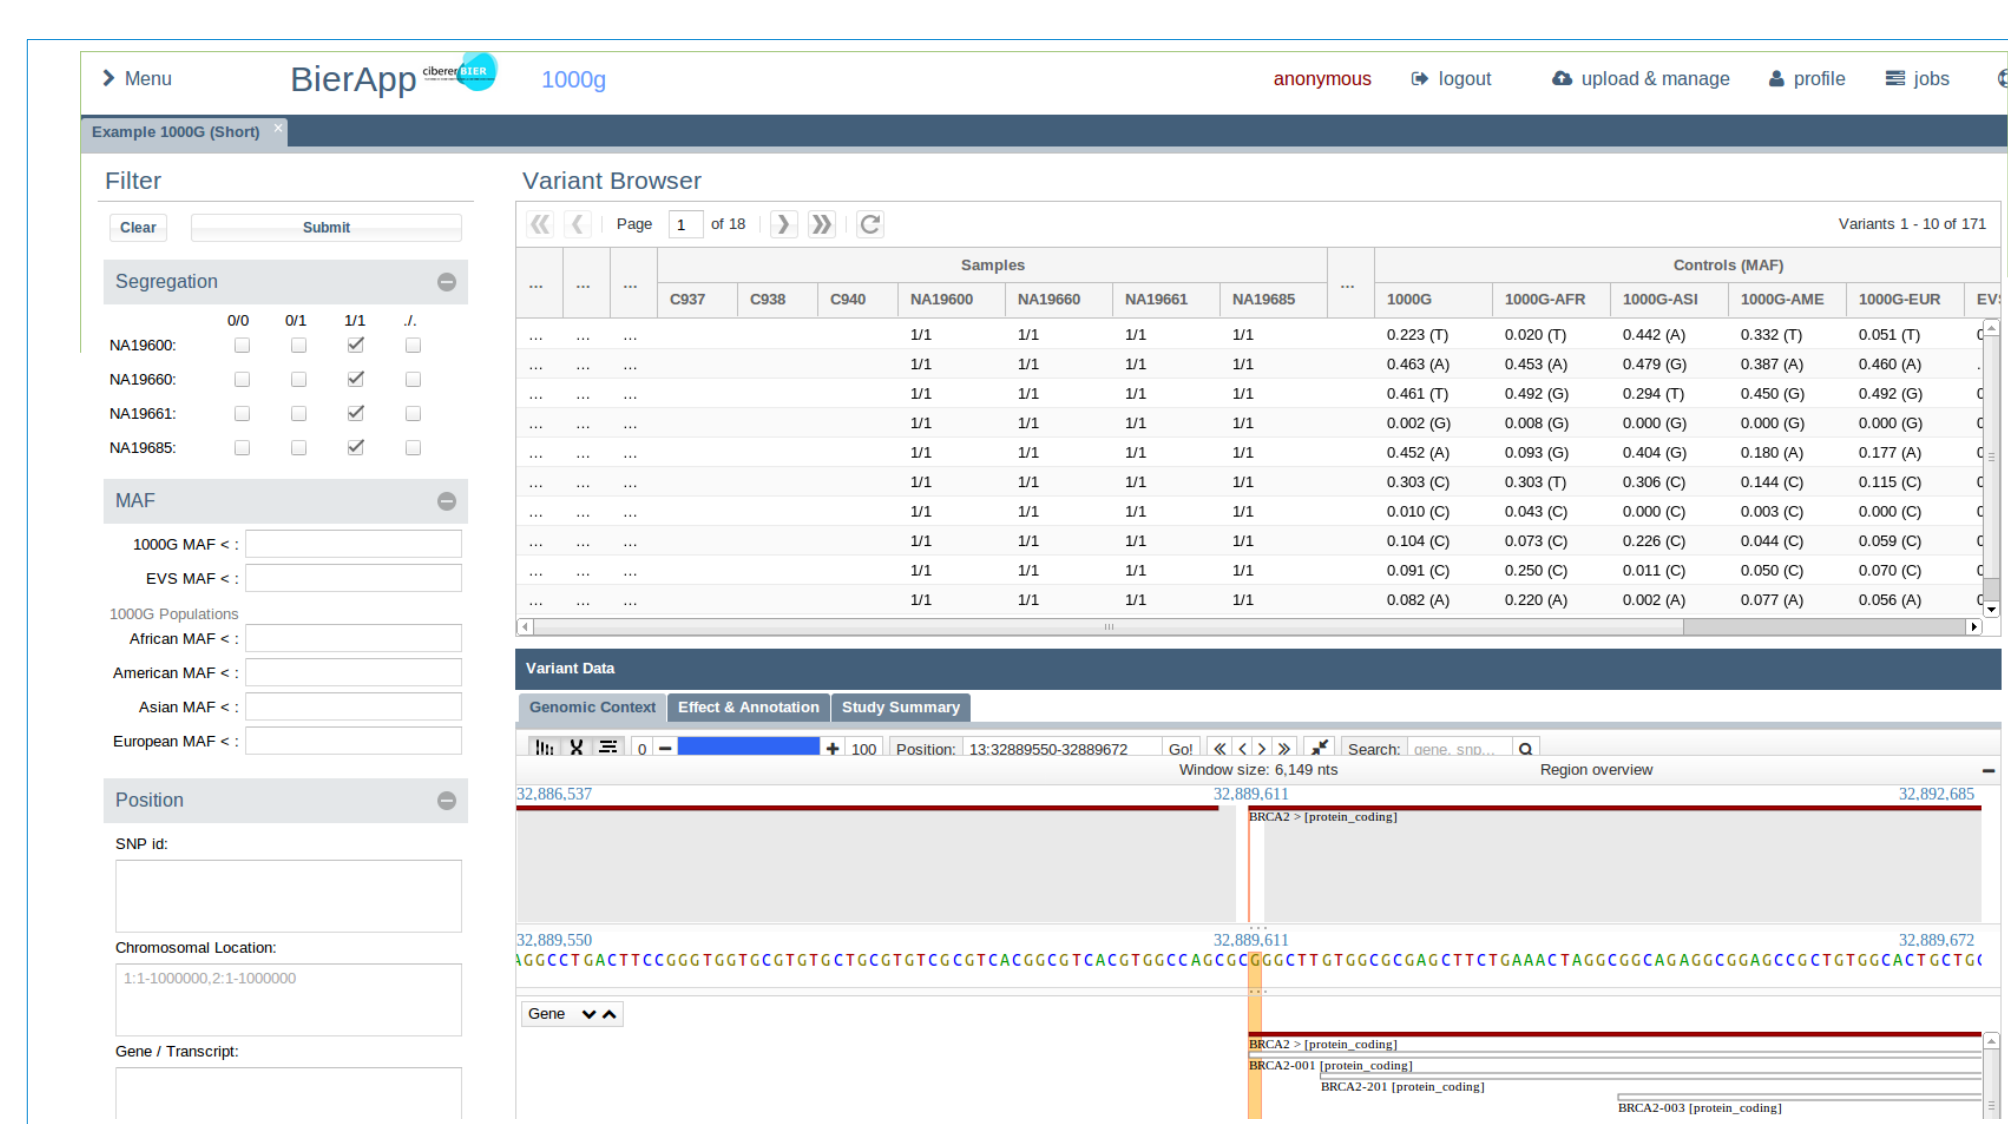 Menu BierApp ciberer BIER 1000g anonymous logout upload & manage profile jobs
Example 1000G (Short) ×
Filter
Clear Submit
Segregation
0/0 0/1 1/1 ./.
NA19600:
NA19660:
NA19661:
NA19685:
MAF
1000G MAF < :
EVS MAF < :
1000G Populations
African MAF < :
American MAF < :
Asian MAF < :
European MAF < :
Position
SNP id:
Chromosomal Location:
1:1-1000000,2:1-1000000
Gene / Transcript:
Variant Browser
Page 1 of 18 Variants 1 - 10 of 171
... ... ... Samples ... Controls (MAF)
C937 C938 C940 NA19600 NA19660 NA19661 NA19685 1000G 1000G-AFR 1000G-ASI 1000G-AME 1000G-EUR
... ... ... 1/1 1/1 1/1 1/1 0.223 (T) 0.020 (T) 0.442 (A) 0.332 (T) 0.051 (T)
... ... ... 1/1 1/1 1/1 1/1 0.463 (A) 0.453 (A) 0.479 (G) 0.387 (A) 0.460 (A)
... ... ... 1/1 1/1 1/1 1/1 0.461 (T) 0.492 (G) 0.294 (T) 0.450 (G) 0.492 (G)
... ... ... 1/1 1/1 1/1 1/1 0.002 (G) 0.008 (G) 0.000 (G) 0.000 (G) 0.000 (G)
... ... ... 1/1 1/1 1/1 1/1 0.452 (A) 0.093 (G) 0.404 (G) 0.180 (A) 0.177 (A)
... ... ... 1/1 1/1 1/1 1/1 0.303 (C) 0.303 (T) 0.306 (C) 0.144 (C) 0.115 (C)
... ... ... 1/1 1/1 1/1 1/1 0.010 (C) 0.043 (C) 0.000 (C) 0.003 (C) 0.000 (C)
... ... ... 1/1 1/1 1/1 1/1 0.104 (C) 0.073 (C) 0.226 (C) 0.044 (C) 0.059 (C)
... ... ... 1/1 1/1 1/1 1/1 0.091 (C) 0.250 (C) 0.011 (C) 0.050 (C) 0.070 (C)
... ... ... 1/1 1/1 1/1 1/1 0.082 (A) 0.220 (A) 0.002 (A) 0.077 (A) 0.056 (A)
Variant Data
Genomic Context Effect & Annotation Study Summary
0 100 Position: 13:32889550-32889672 Go! Search: gene, snp...
Window size: 6,149 nts Region overview
32,886,537 32,889,611 32,892,685
BRCA2 > [protein_coding]
32,889,550 32,889,611 32,889,672
AGGCCTGACTTCCGGGTGGTGCGTGTGCTGCGTGTCGCGTCACGGCGTCACGTGGCCAGCGCGGGCTTGTGGCGCGAGCTTCTGAAACTAGGCGGCAGAGGCGGAGCCGCTGTGGCACTGCTGC
Gene
BRCA2 > [protein_coding]
BRCA2-001 [protein_coding]
BRCA2-201 [protein_coding]
BRCA2-003 [protein_coding]